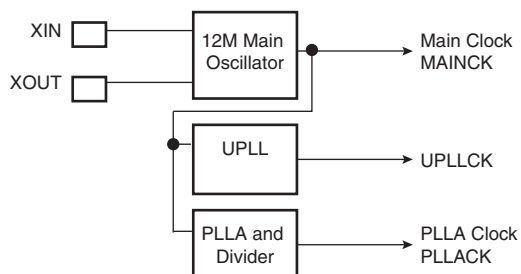 XIN
XOUT
12M Main
Oscillator
Main Clock
MAINCK
UPLL
UPLLCK
PLLA and
Divider
PLLA Clock
PLLACK